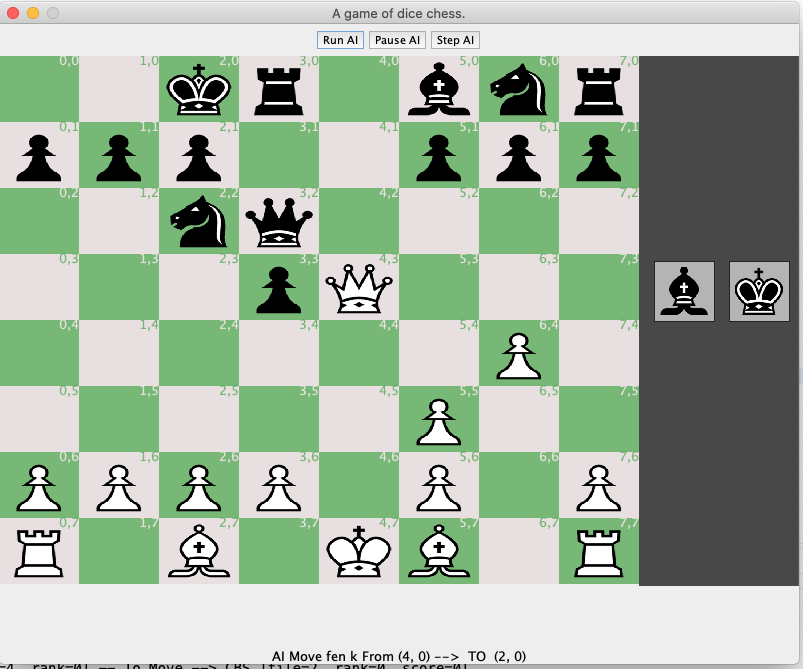 A game of dice chess.
Run AI Pause AI Step AI
0,0 1,0 2,0 3,0 4,0 5,0 6,0 7,0
0,1 1,1 2,1 3,1 4,1 5,1 6,1 7,1
0,2 1,2 2,2 3,2 4,2 5,2 6,2 7,2
0,3 1,3 2,3 3,3 4,3 5,3 6,3 7,3
0,4 1,4 2,4 3,4 4,4 5,4 6,4 7,4
0,5 1,5 2,5 3,5 4,5 5,5 6,5 7,5
0,6 1,6 2,6 3,6 4,6 5,6 6,6 7,6
0,7 1,7 2,7 3,7 4,7 5,7 6,7 7,7
AI Move fen k From (4, 0) --> TO (2, 0)